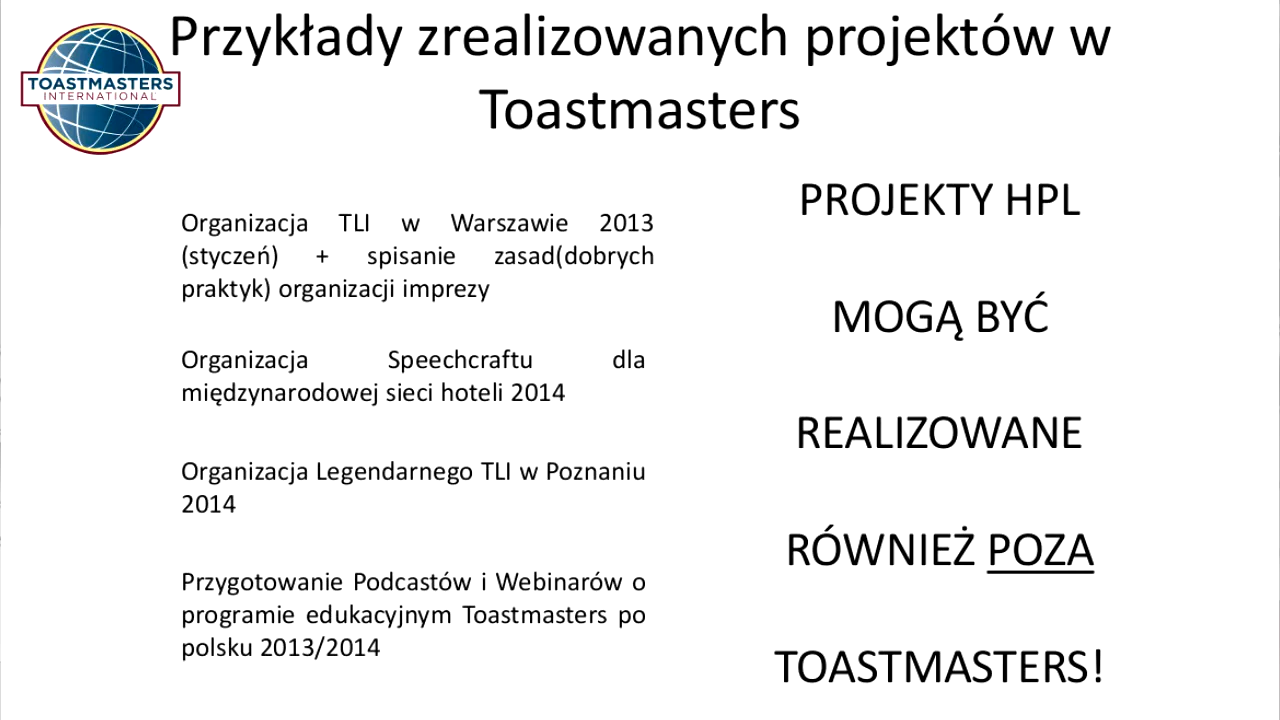 Przykłady zrealizowanych projektów w
Toastmasters
TOASTMASTERS
INTERNATIONAL
Organizacja TLI w Warszawie 2013
(styczeń) + spisanie zasad(dobrych
praktyk) organizacji imprezy
Organizacja Speechcraftu dla
międzynarodowej sieci hoteli 2014
Organizacja Legendarnego TLI w Poznaniu
2014
Przygotowanie Podcastów i Webinarów o
programie edukacyjnym Toastmasters po
polsku 2013/2014
PROJEKTY HPL
MOGĄ BYĆ
REALIZOWANE
RÓWNIEŻ POZA
TOASTMASTERS!